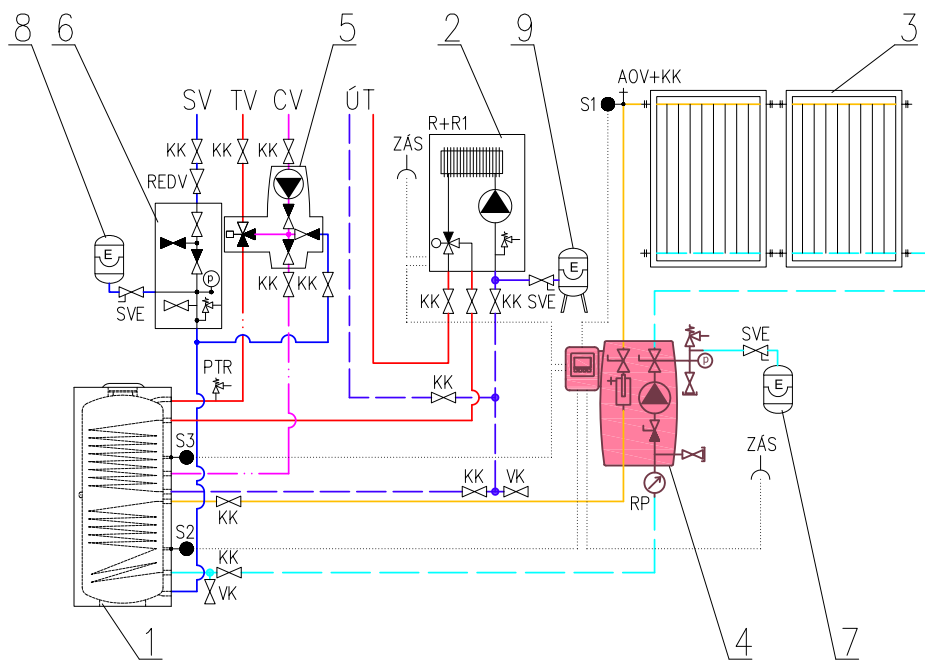 8 6 5 2 9 3
AOV+KK
SV TV CV ÚT
S1
R+R1
ZÁS
KK KK KK
REDV
E
E
P
KK KK
KK KK
SVE
SVE
SVE
PTR
P
E
KK
S3
ZÁS
KK VK
KK
RP
S2
KK
VK
1 4 7